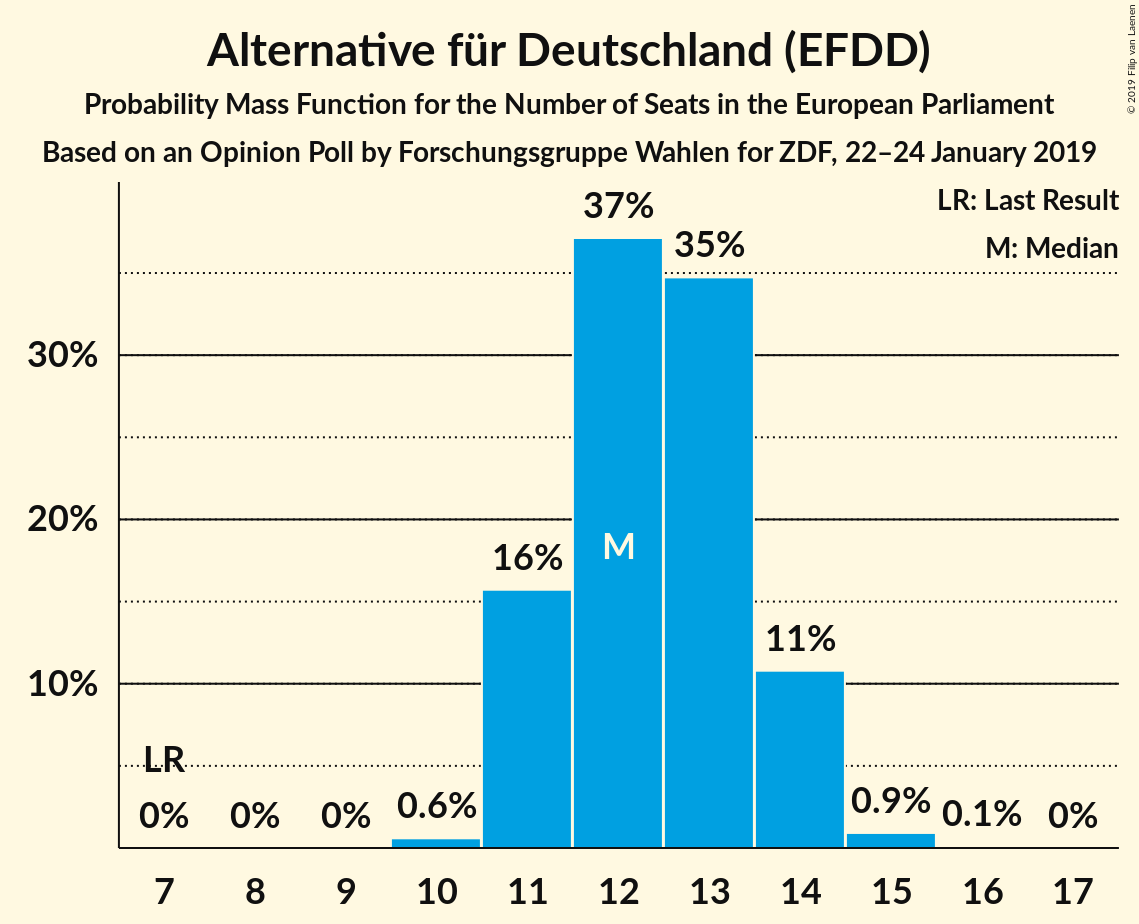 Alternative für Deutschland (EFDD)
Probability Mass Function for the Number of Seats in the European Parliament
Based on an Opinion Poll by Forschungsgruppe Wahlen for ZDF, 22–24 January 2019
© 2019 Filip van Laenen
LR: Last Result
M: Median
37%
35%
30%
20%
16%
M
11%
10%
LR
0%
0%
0%
0.6%
0.9%
0.1%
0%
7 8 9 10 11 12 13 14 15 16 17